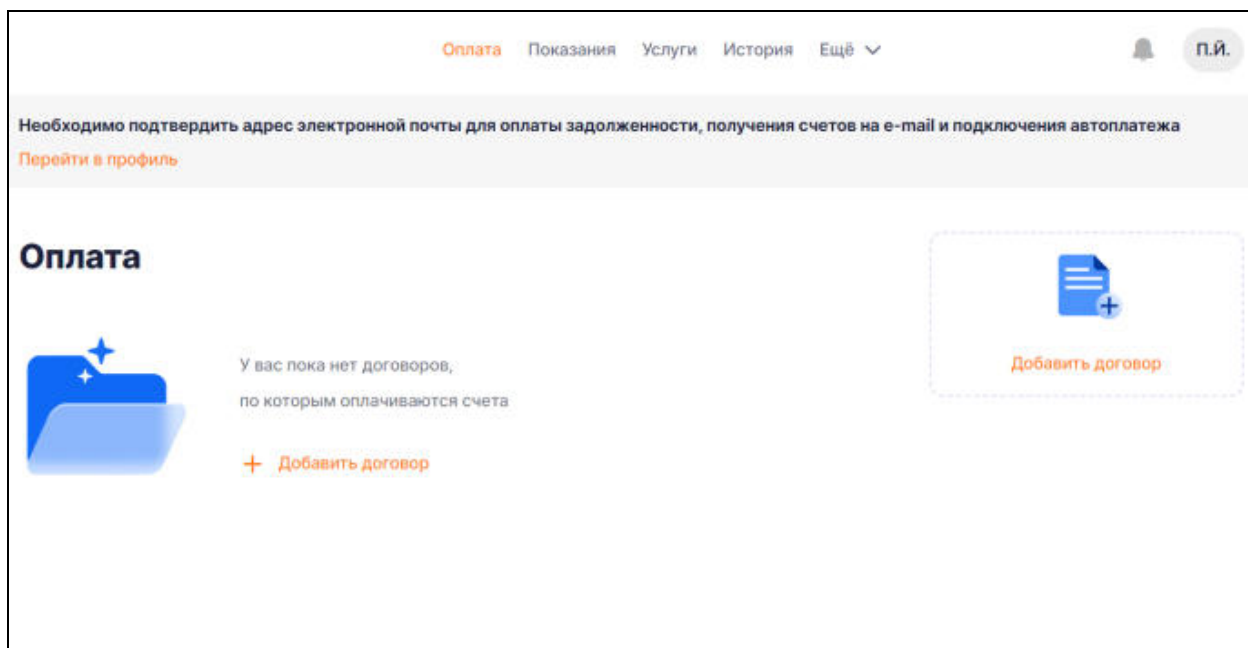 Оплата Показания Услуги История Ещё
П.Й.
Необходимо подтвердить адрес электронной почты для оплаты задолженности, получения счетов на e-mail и подключения автоплатежа
Перейти в профиль
Оплата
У вас пока нет договоров,
по которым оплачиваются счета
+ Добавить договор
Добавить договор